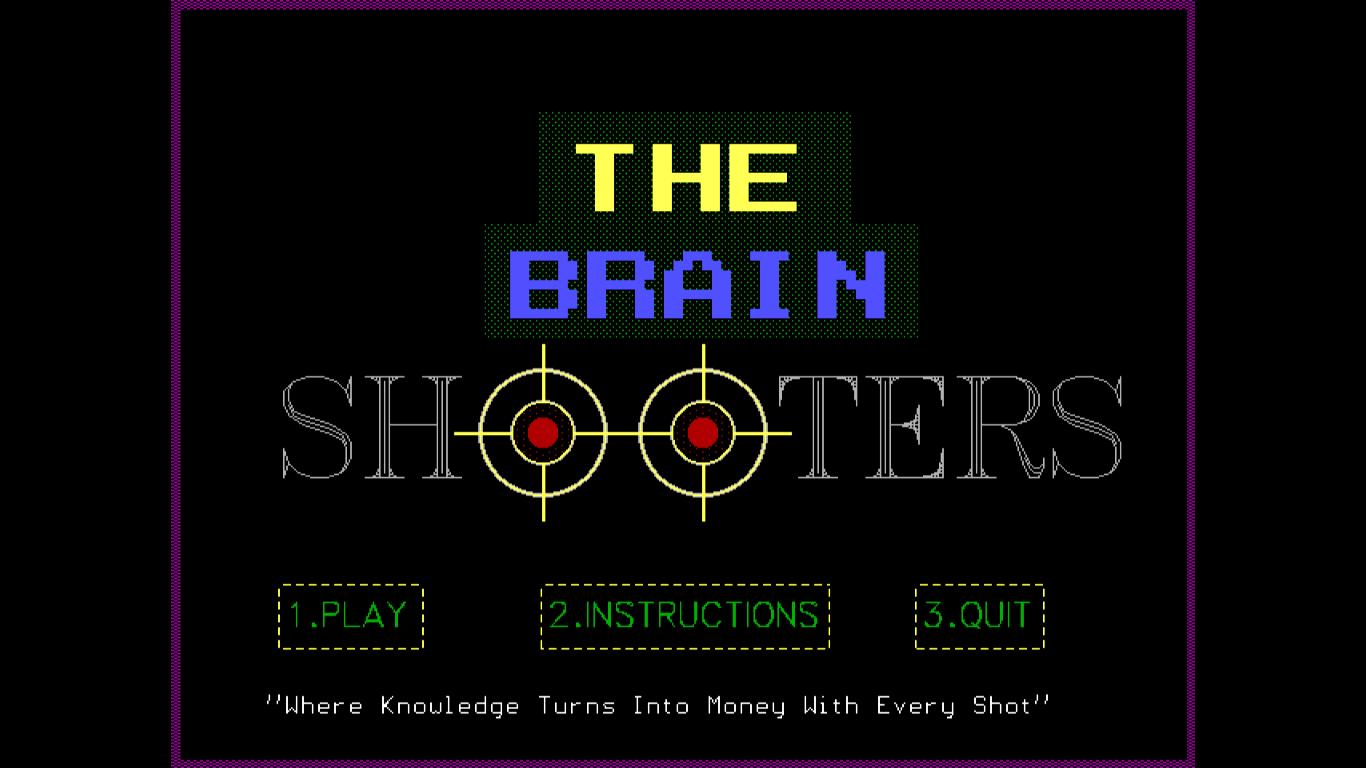 THE
BRAIN
SHOOTERS
1.PLAY 2.INSTRUCTIONS 3.QUIT
"Where Knowledge Turns Into Money With Every Shot"